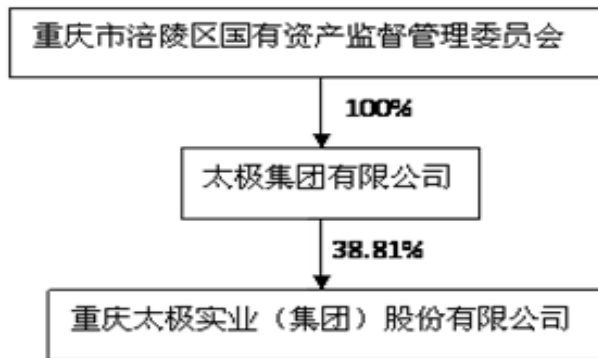 重庆市涪陵区国有资产监督管理委员会
100%
太极集团有限公司
38.81%
重庆太极实业（集团）股份有限公司